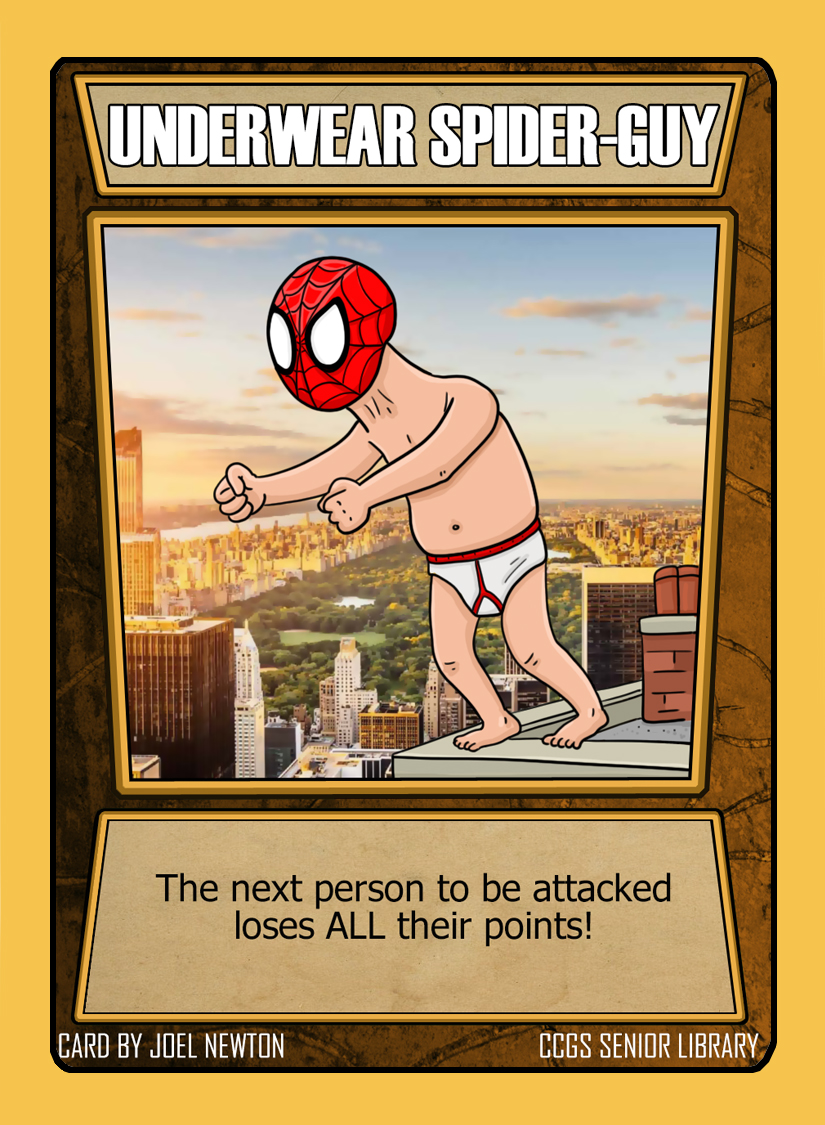 UNDERWEAR SPIDER-GUY
The next person to be attacked
loses ALL their points!
CARD BY JOEL NEWTON
CCGS SENIOR LIBRARY